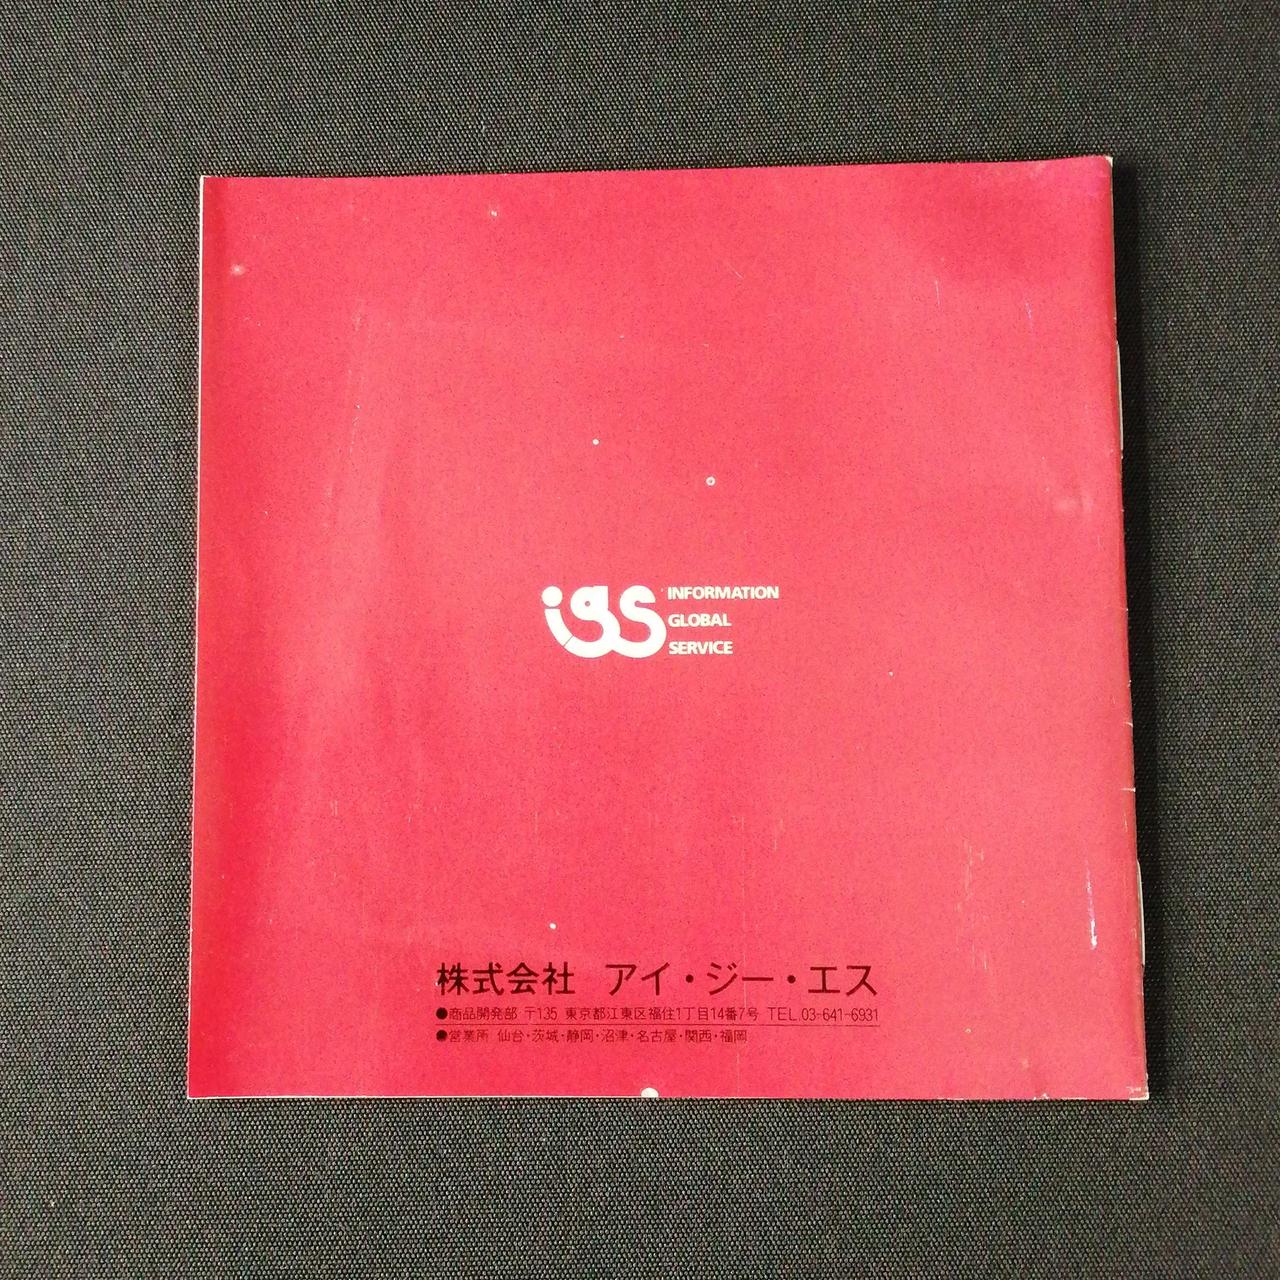 igs INFORMATION
GLOBAL
SERVICE
株式会社 アイ・ジー・エス
●商品開発部 〒135 東京都江東区福住1丁目14番7号 TEL.03-641-6931
●営業所 仙台・茨城・静岡・沼津・名古屋・関西・福岡